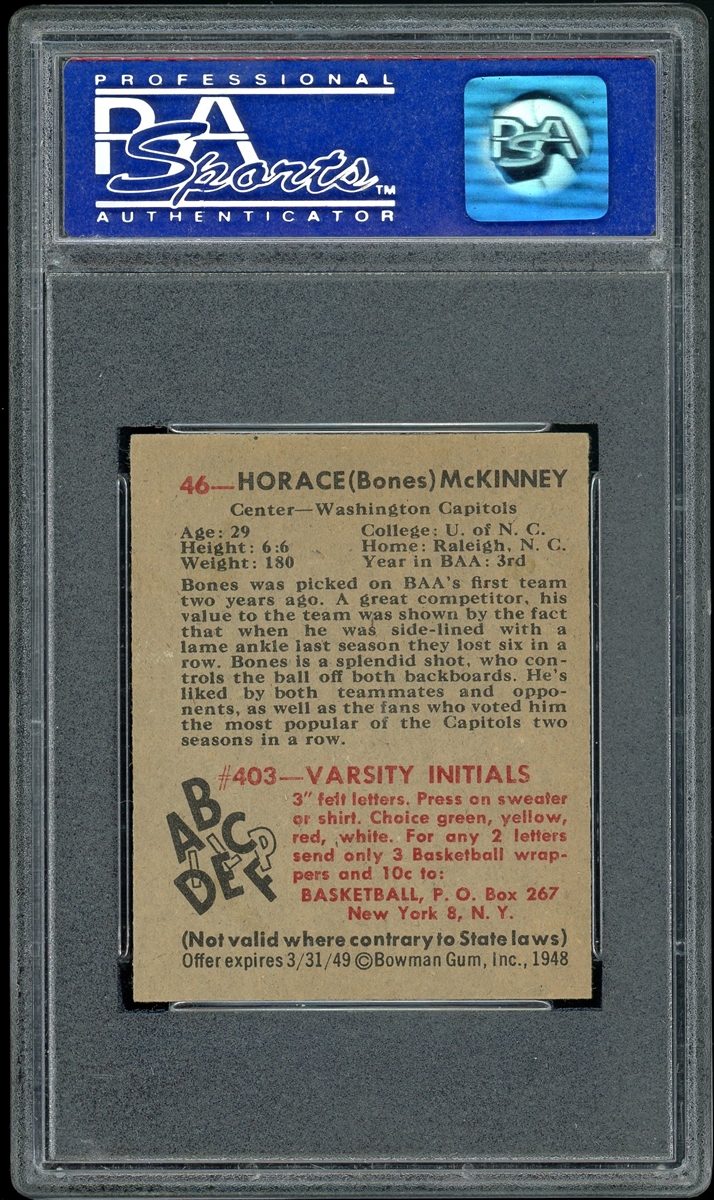 PROFESSIONAL
PSA
Sports™
AUTHENTICATOR
PSA
46—HORACE (Bones) McKINNEY
Center—Washington Capitols
Age: 29 College: U. of N. C.
Height: 6:6 Home: Raleigh, N. C.
Weight: 180 Year in BAA: 3rd
Bones was picked on BAA's first team
two years ago. A great competitor, his
value to the team was shown by the fact
that when he was side-lined with a
lame ankle last season they lost six in a
row. Bones is a splendid shot, who con-
trols the ball off both backboards. He's
liked by both teammates and oppo-
nents, as well as the fans who voted him
the most popular of the Capitols two
seasons in a row.
#403—VARSITY INITIALS
3" felt letters. Press on sweater
or shirt. Choice green, yellow,
red, white. For any 2 letters
send only 3 Basketball wrap-
pers and 10c to:
BASKETBALL, P. O. Box 267
New York 8, N. Y.
ABC
DEF
(Not valid where contrary to State laws)
Offer expires 3/31/49 ©Bowman Gum, Inc., 1948